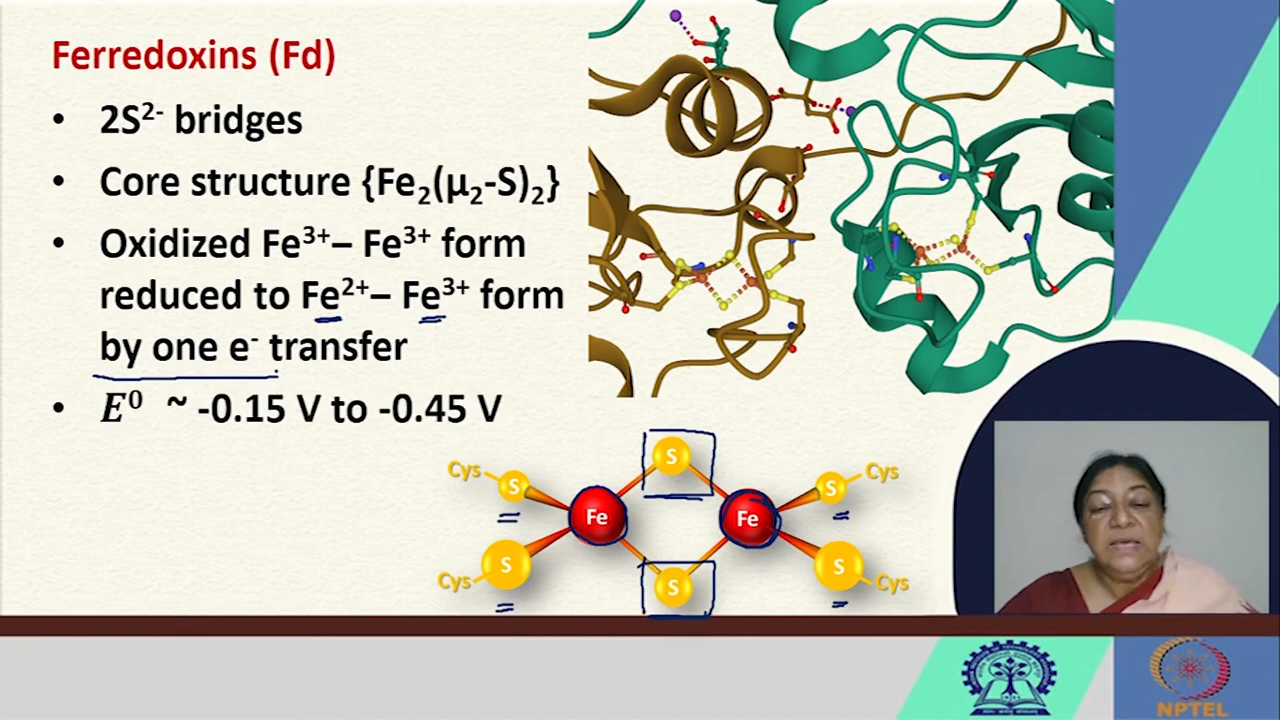 Ferredoxins (Fd)
• 2S²⁻ bridges
• Core structure {Fe₂(μ₂-S)₂}
• Oxidized Fe³⁺– Fe³⁺ form
reduced to Fe²⁺– Fe³⁺ form
by one e⁻ transfer
• E⁰ ~ -0.15 V to -0.45 V
S
Cys S S Cys
Fe Fe
Cys S S Cys
S
NPTEL